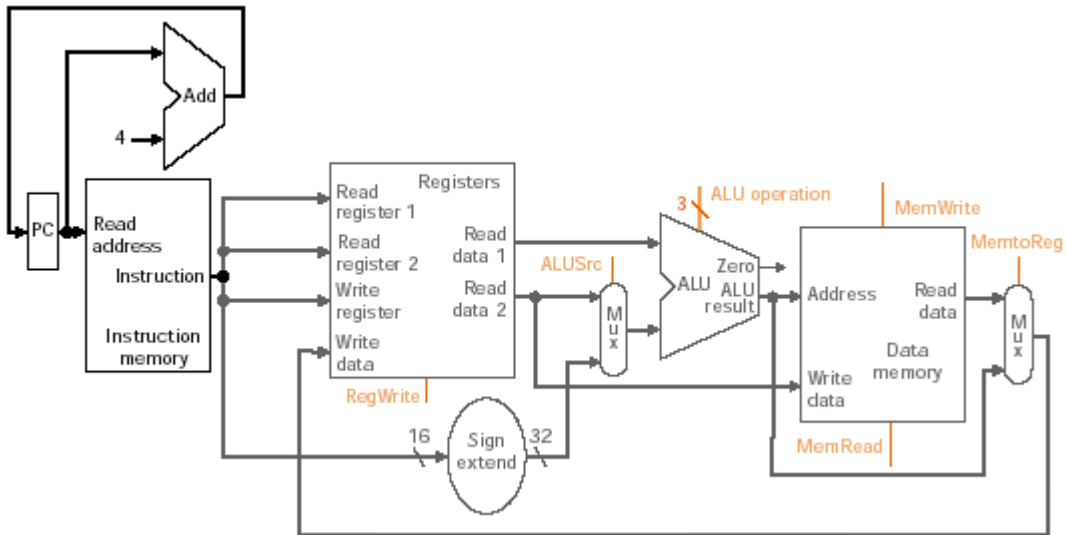 Add
4
PC
Read
address
Instruction
Instruction
memory
Registers
Read
register 1
Read
register 2
Write
register
Write
data
Read
data 1
Read
data 2
RegWrite
16
Sign
extend
32
ALUSrc
Mux
3
ALU operation
Zero
ALU
ALU
result
MemWrite
Address
Read
data
Data
memory
Write
data
MemRead
MemtoReg
Mux